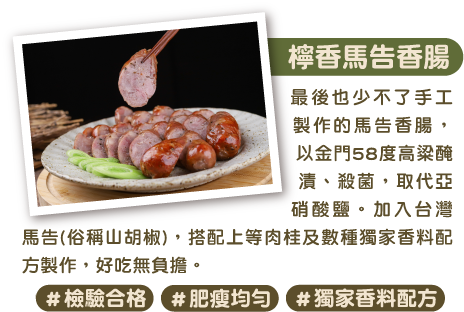 檸香馬告香腸
最後也少不了手工
製作的馬告香腸，
以金門58度高粱醃
漬、殺菌，取代亞
硝酸鹽。加入台灣
馬告(俗稱山胡椒)，搭配上等肉桂及數種獨家香料配
方製作，好吃無負擔。
#檢驗合格 #肥瘦均勻 #獨家香料配方